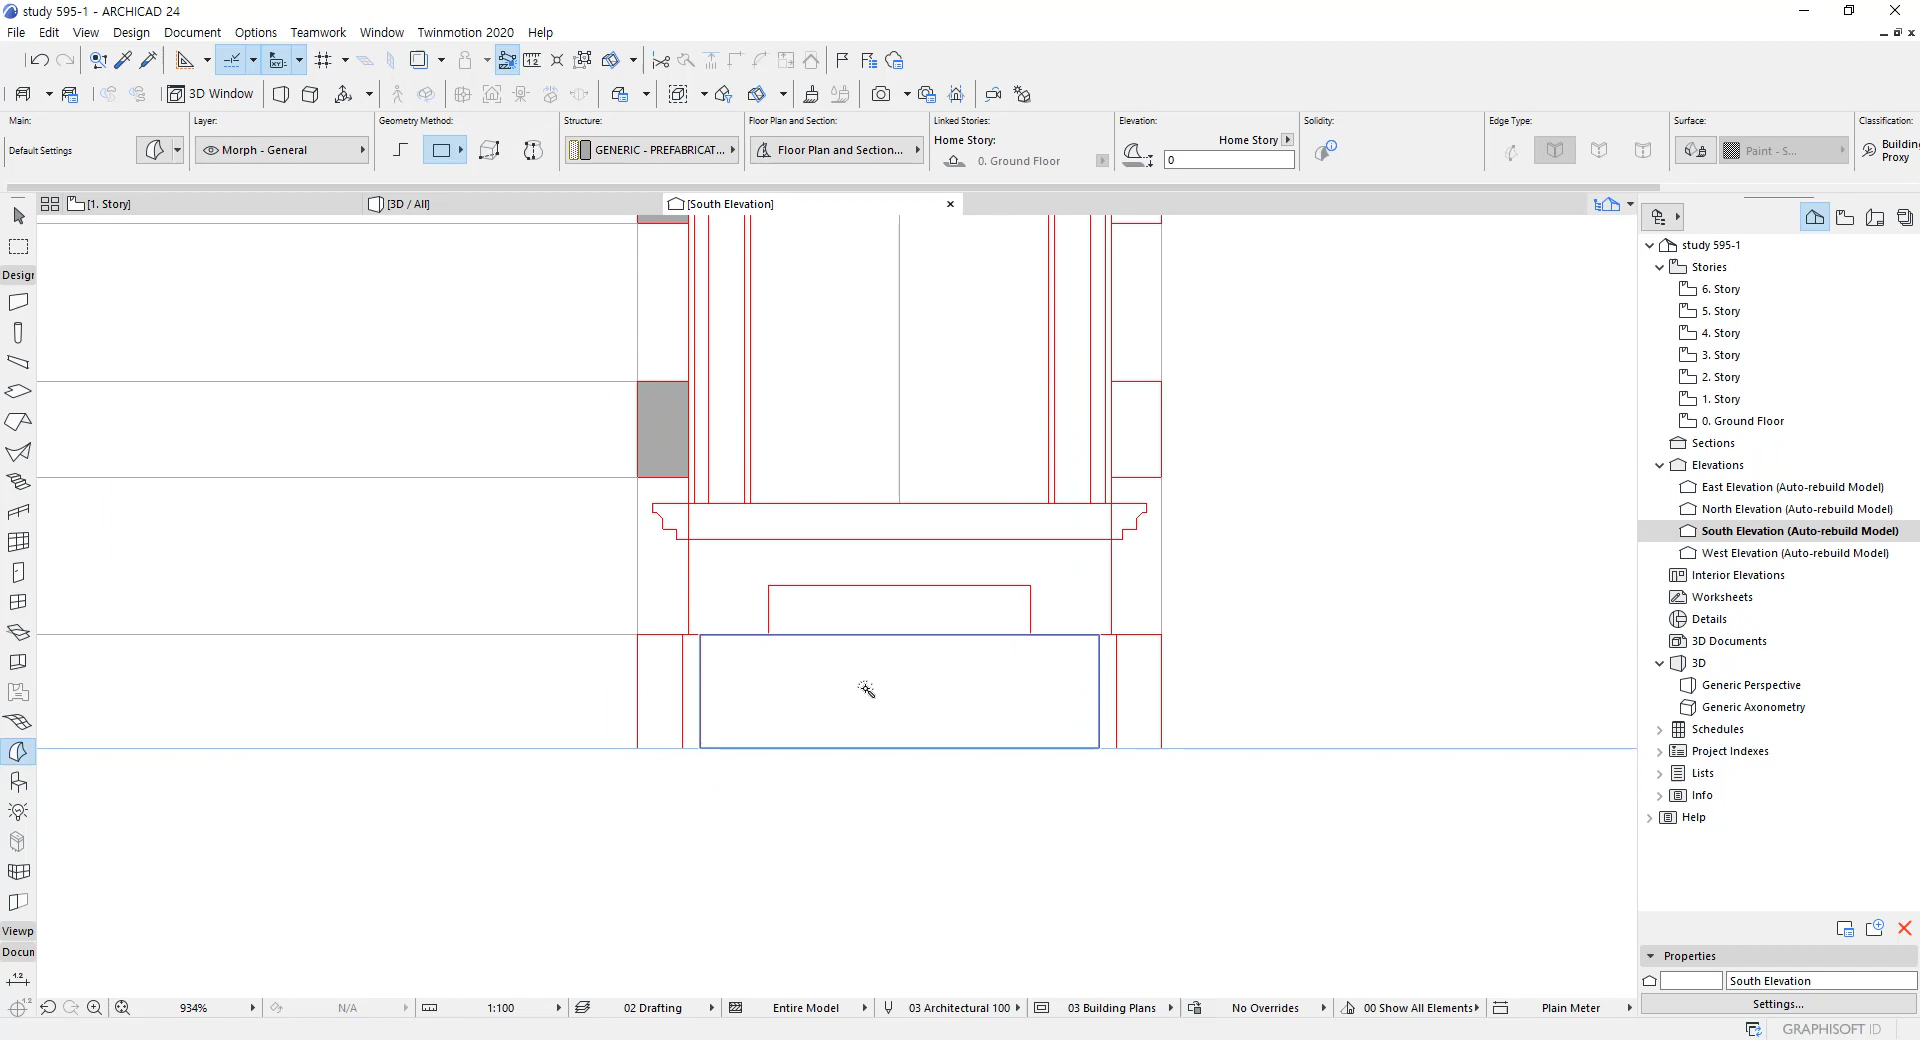 study 595-1 - ARCHICAD 24
File Edit View Design Document Options Teamwork Window Twinmotion 2020 Help
3D Window
Main: Layer: Geometry Method: Structure: Floor Plan and Section: Linked Stories: Elevation: Solidity: Edge Type: Surface: Classification:
Default Settings Morph - General GENERIC - PREFABRICAT... Floor Plan and Section... Home Story: Home Story Paint - S... Building
0. Ground Floor 0 Proxy
[1. Story] [3D / All] [South Elevation]
Design
study 595-1
Stories
6. Story
5. Story
4. Story
3. Story
2. Story
1. Story
0. Ground Floor
Sections
Elevations
East Elevation (Auto-rebuild Model)
North Elevation (Auto-rebuild Model)
South Elevation (Auto-rebuild Model)
West Elevation (Auto-rebuild Model)
Interior Elevations
Worksheets
Details
3D Documents
3D
Generic Perspective
Generic Axonometry
Schedules
Project Indexes
Lists
Info
Help
Viewp
Docun
1.2
Properties
South Elevation
Settings...
934% N/A 1:100 02 Drafting Entire Model 03 Architectural 100 03 Building Plans No Overrides 00 Show All Elements Plain Meter
GRAPHISOFT ID